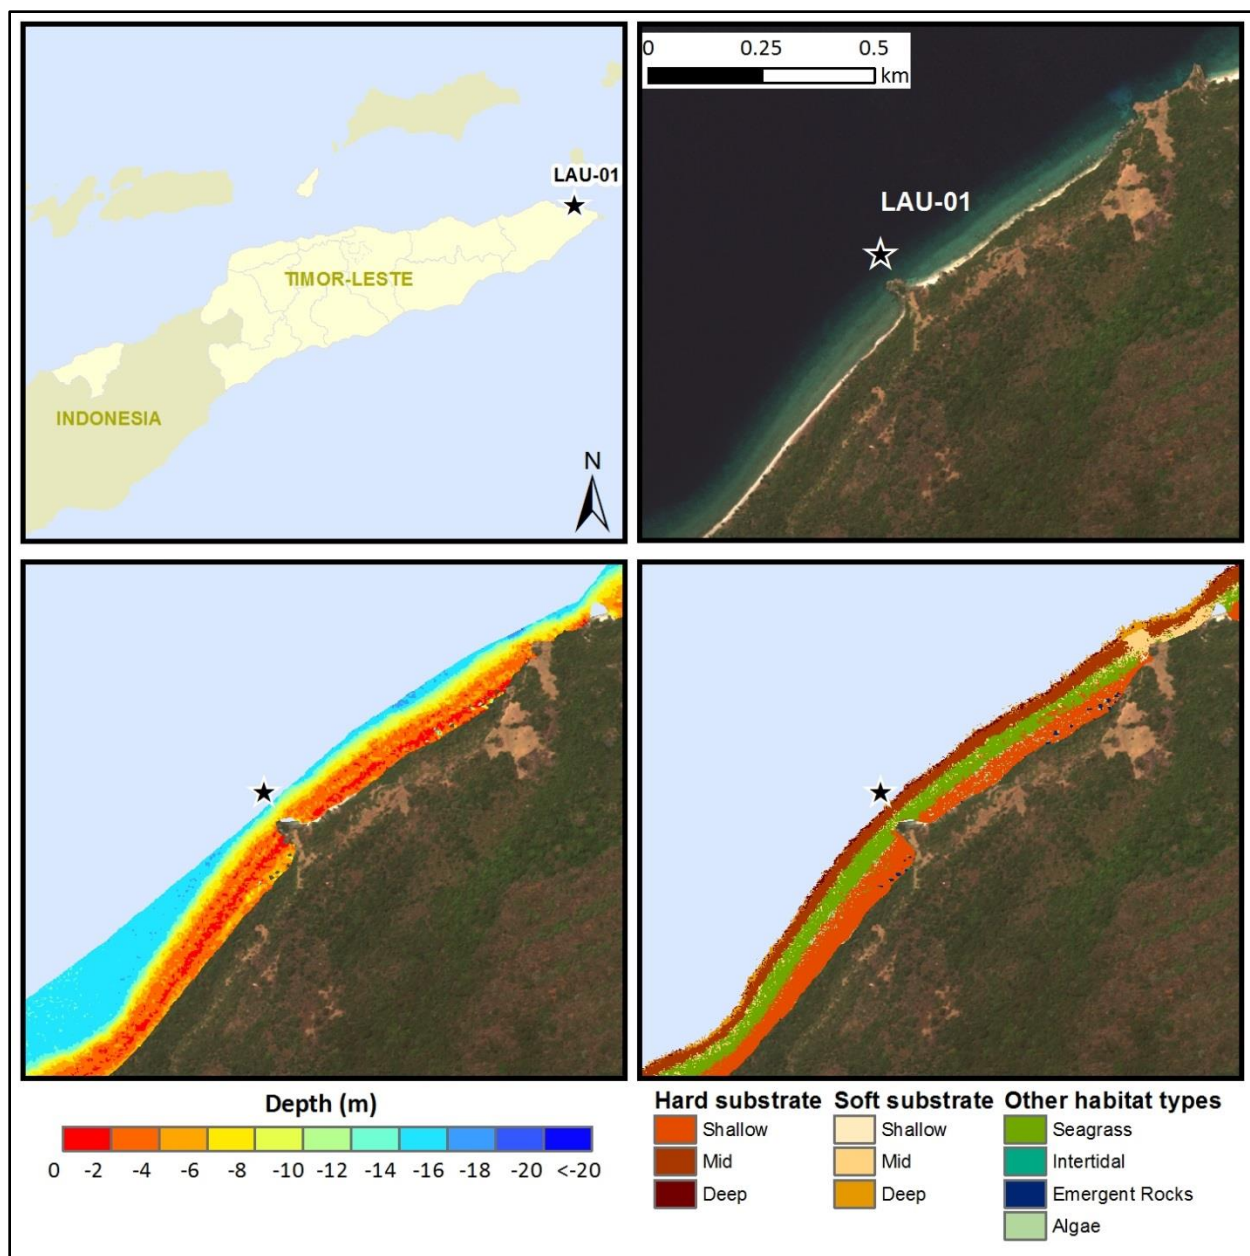 LAU-01
TIMOR-LESTE
INDONESIA
N
0 0.25 0.5
km
LAU-01
Depth (m)
0 -2 -4 -6 -8 -10 -12 -14 -16 -18 -20 <-20
Hard substrate
Shallow
Mid
Deep
Soft substrate
Shallow
Mid
Deep
Other habitat types
Seagrass
Intertidal
Emergent Rocks
Algae